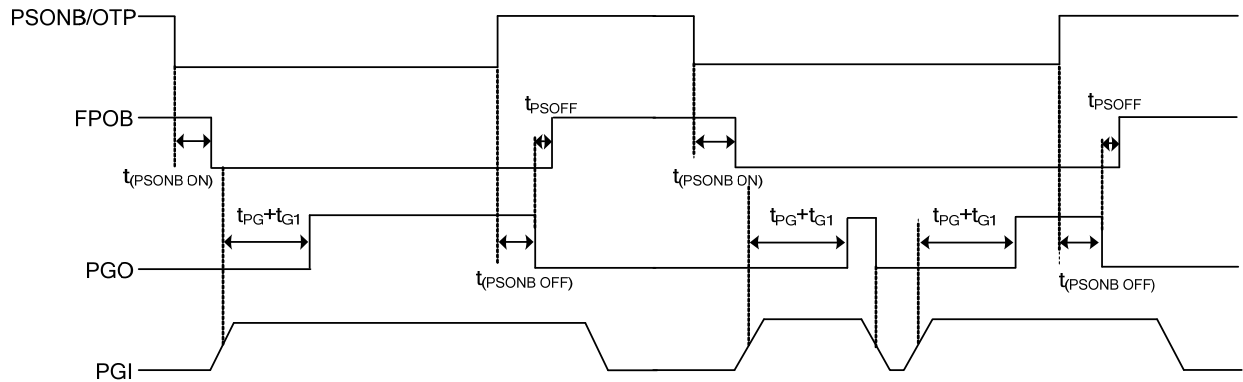 PSONB/OTP
tPSOFF
tPSOFF
FPOB
t(PSONB ON)
t(PSONB ON)
tPG+tG1
tPG+tG1
tPG+tG1
PGO
t(PSONB OFF)
t(PSONB OFF)
PGI